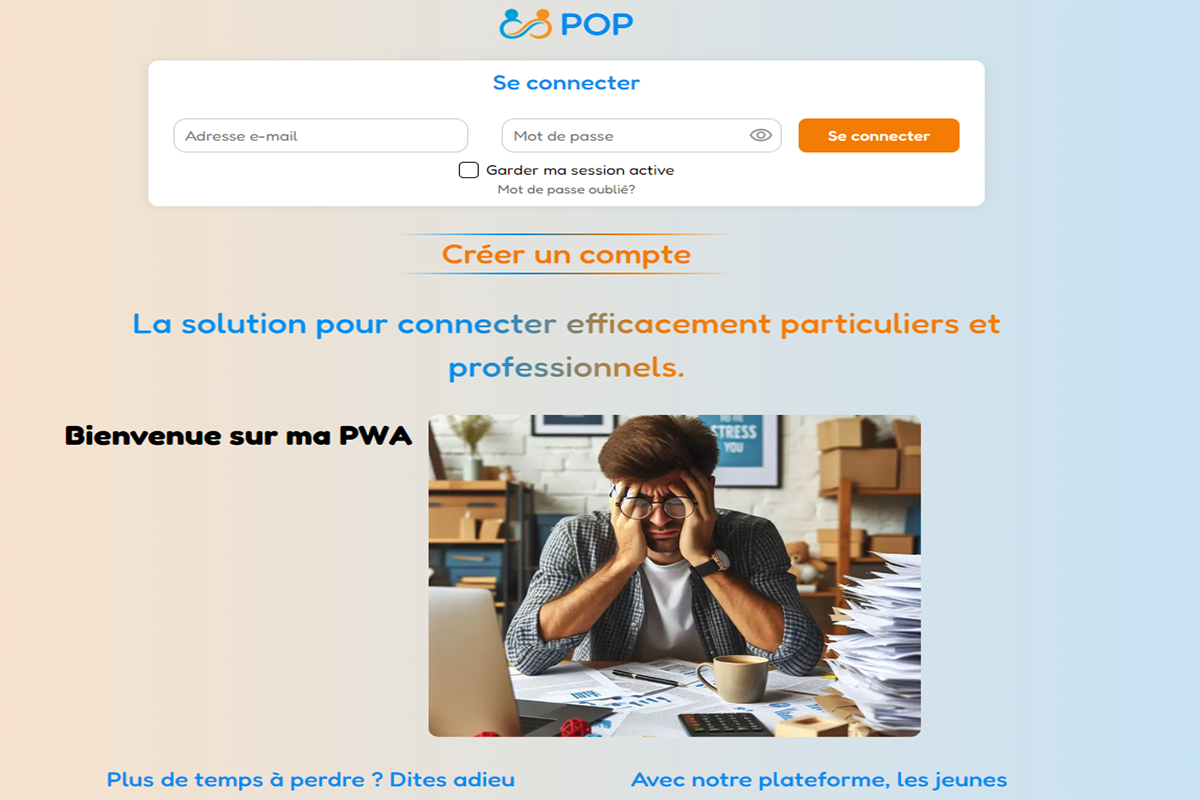 POP
Se connecter
Adresse e-mail
Mot de passe
Se connecter
Garder ma session active
Mot de passe oublié?
Créer un compte
La solution pour connecter efficacement particuliers et
professionnels.
Bienvenue sur ma PWA
STRESS
YOU
Plus de temps à perdre ? Dites adieu
Avec notre plateforme, les jeunes